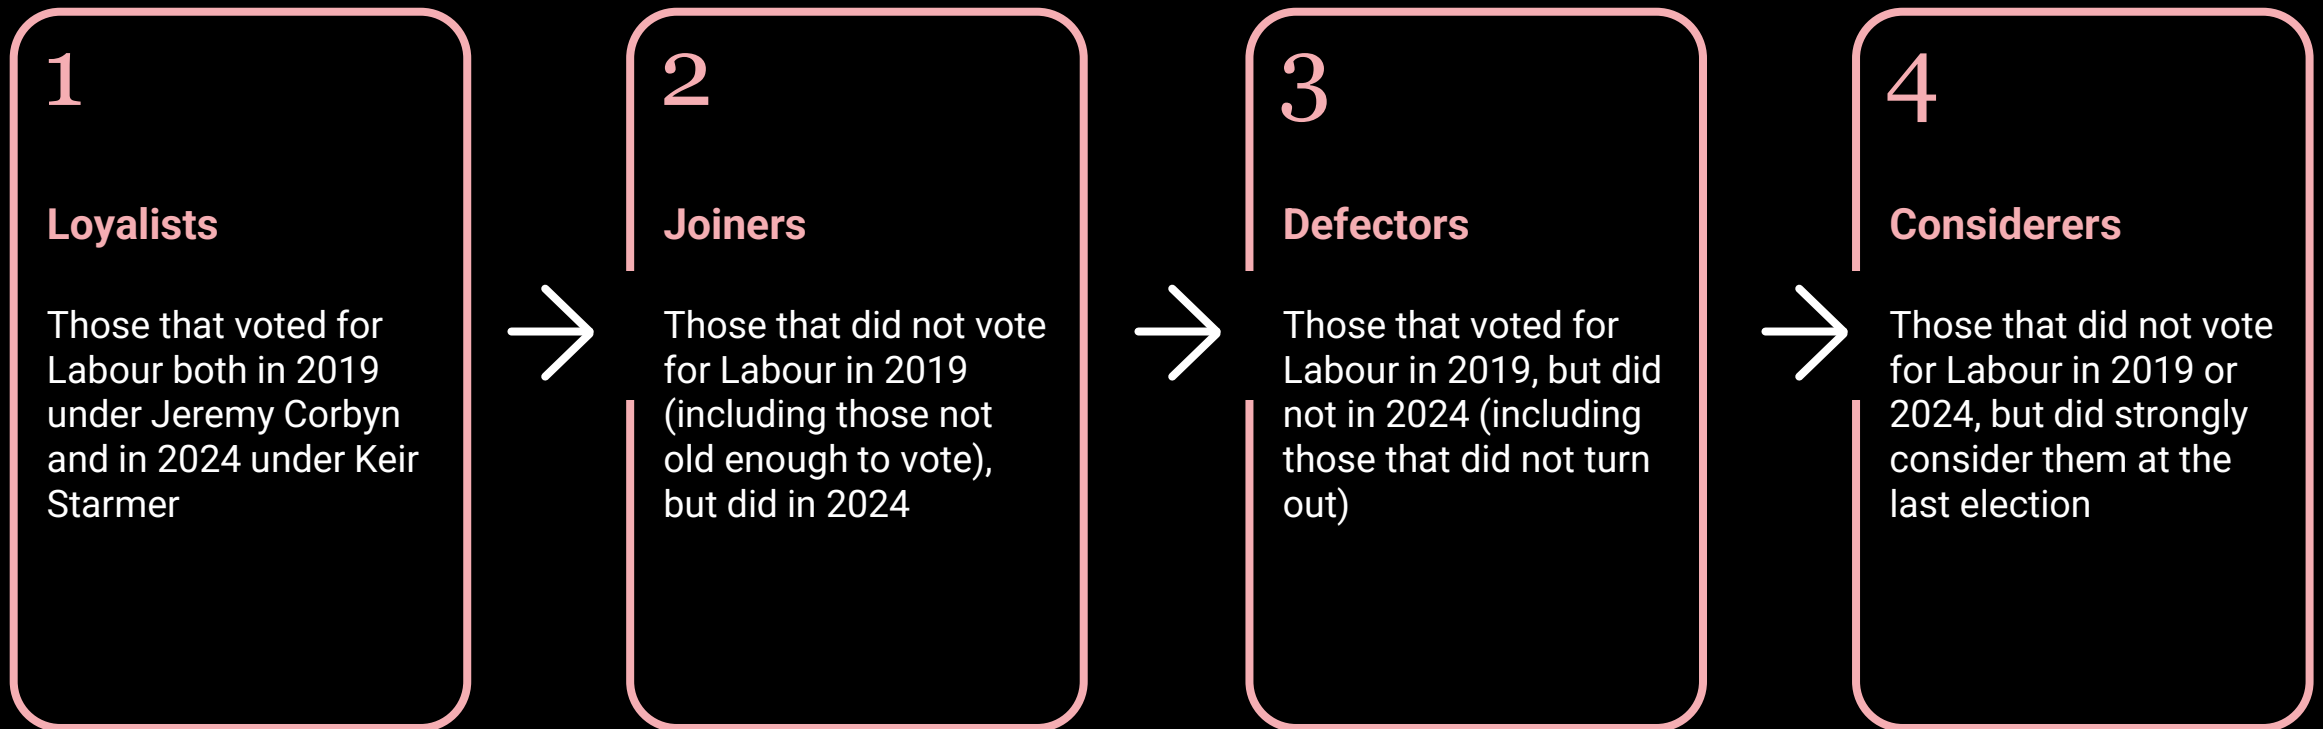 1
Loyalists
Those that voted for
Labour both in 2019
under Jeremy Corbyn
and in 2024 under Keir
Starmer
2
Joiners
Those that did not vote
for Labour in 2019
(including those not
old enough to vote),
but did in 2024
3
Defectors
Those that voted for
Labour in 2019, but did
not in 2024 (including
those that did not turn
out)
4
Considerers
Those that did not vote
for Labour in 2019 or
2024, but did strongly
consider them at the
last election